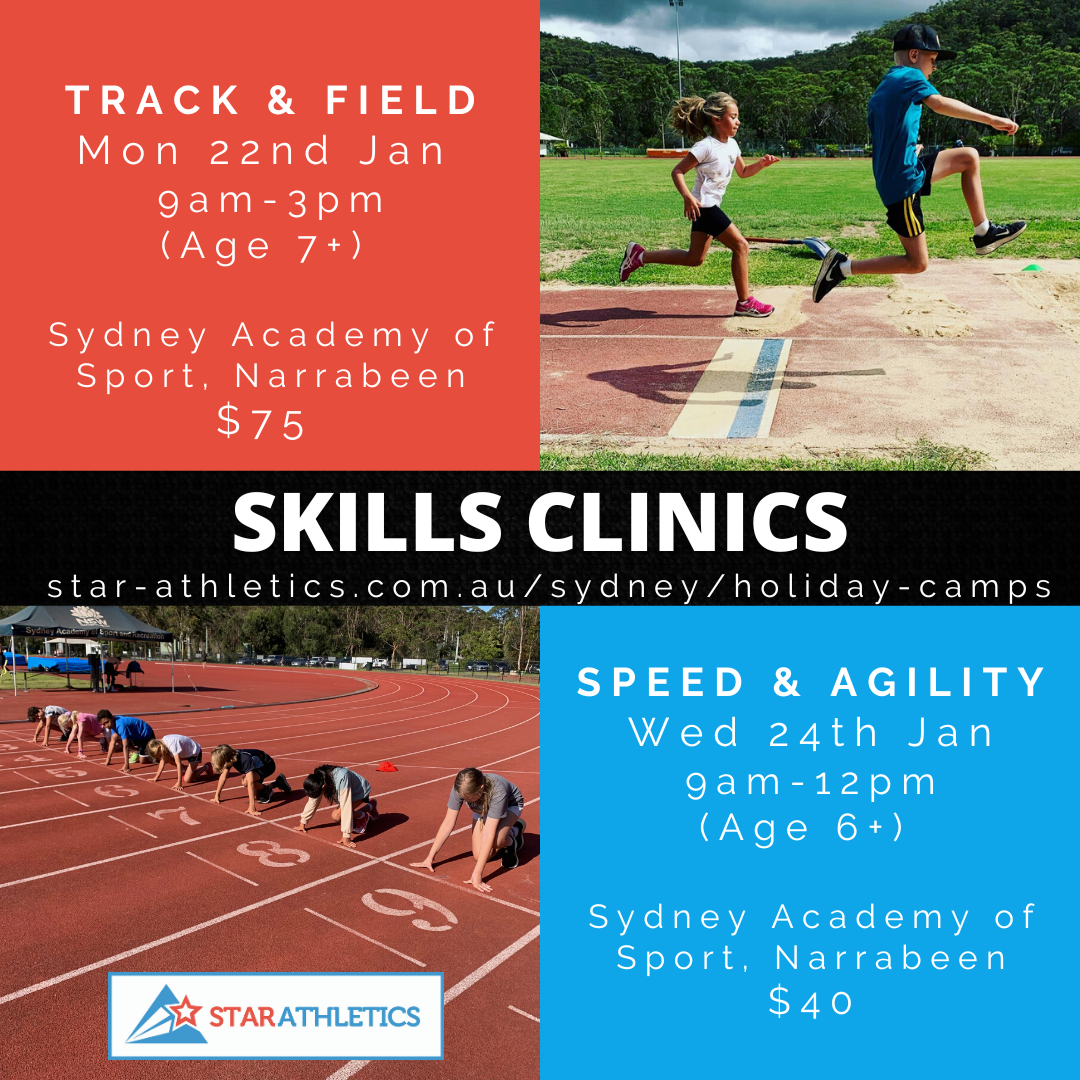 TRACK & FIELD
Mon 22nd Jan
9am-3pm
(Age 7+)
Sydney Academy of
Sport, Narrabeen
$75
SKILLS CLINICS
star-athletics.com.au/sydney/holiday-camps
NSW
Sydney Academy of Sport and Recreation
6
7
8
9
STARATHLETICS
SPEED & AGILITY
Wed 24th Jan
9am-12pm
(Age 6+)
Sydney Academy of
Sport, Narrabeen
$40